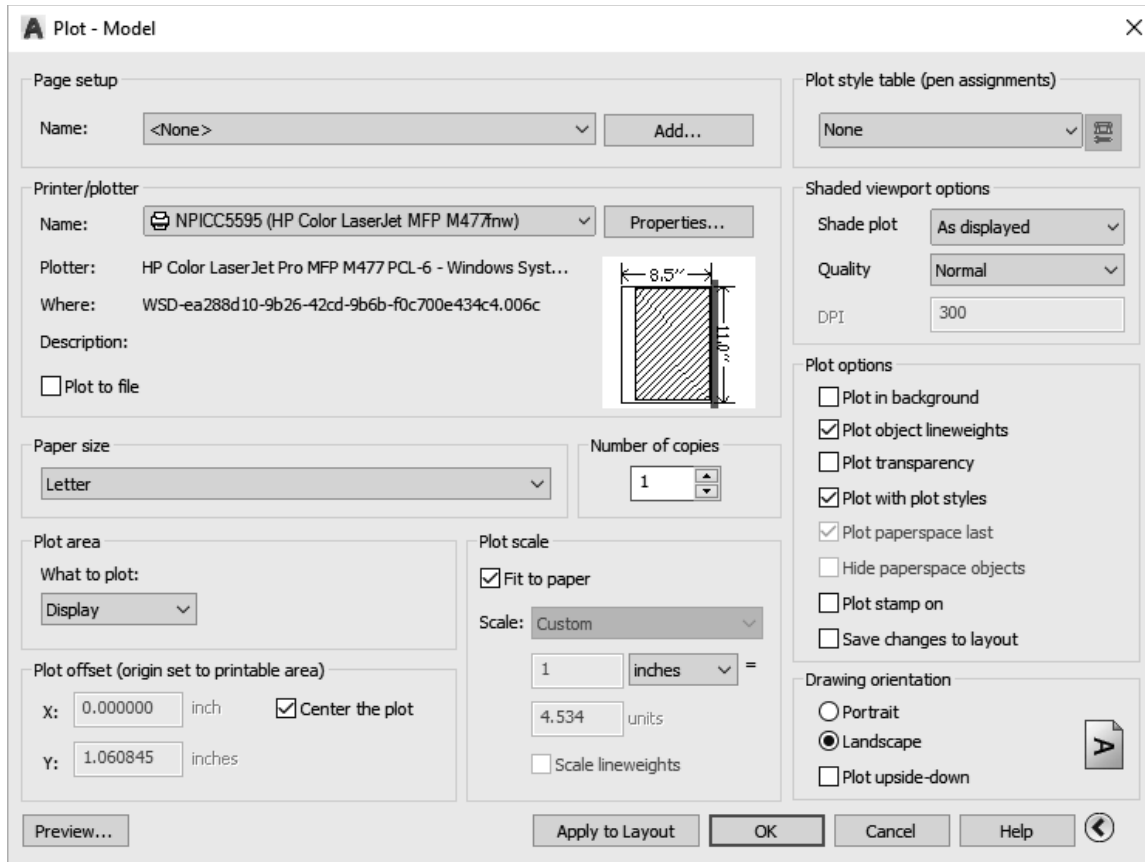 Plot - Model
Page setup
Name: <None> Add...
Printer/plotter
Name: NPICC5595 (HP Color LaserJet MFP M477fnw) Properties...
Plotter: HP Color LaserJet Pro MFP M477 PCL-6 - Windows Syst...
Where: WSD-ea288d10-9b26-42cd-9b6b-f0c700e434c4.006c
Description:
Plot to file
8.5″
11.0″
Paper size
Letter
Number of copies
1
Plot area
What to plot:
Display
Plot offset (origin set to printable area)
X: 0.000000 inch Center the plot
Y: 1.060845 inches
Plot scale
Fit to paper
Scale: Custom
1 inches =
4.534 units
Scale lineweights
Plot style table (pen assignments)
None
Shaded viewport options
Shade plot As displayed
Quality Normal
DPI 300
Plot options
Plot in background
Plot object lineweights
Plot transparency
Plot with plot styles
Plot paperspace last
Hide paperspace objects
Plot stamp on
Save changes to layout
Drawing orientation
Portrait
Landscape
Plot upside-down
A
Preview... Apply to Layout OK Cancel Help